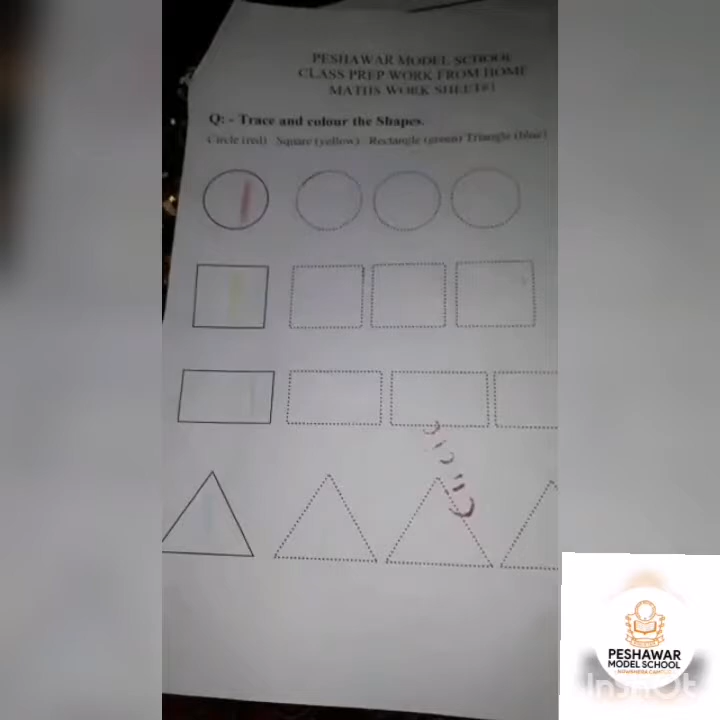 PESHAWAR MODEL SCHOOL
CLASS PREP WORK FROM HOME
MATHS WORK SHEET#1
Q: - Trace and colour the Shapes.
Circle (red) Square (yellow) Rectangle (green) Triangle (blue)
PESHAWAR
MODEL SCHOOL
InShOt